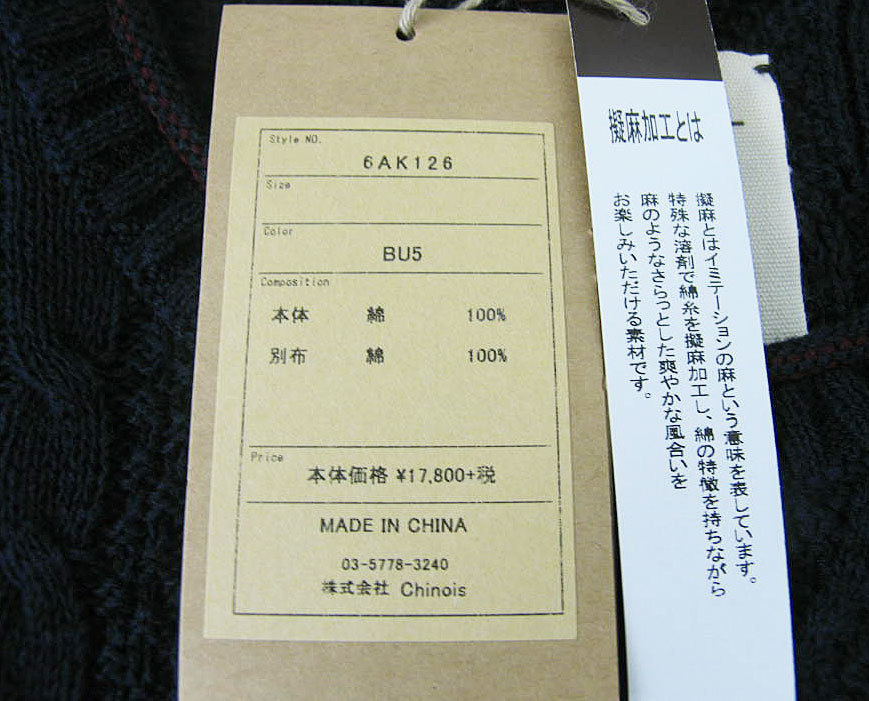 Style NO.
6AK126
Size
Color
BU5
Composition
本体 綿 100%
別布 綿 100%
Price
本体価格 ¥17,800+税
MADE IN CHINA
03-5778-3240
株式会社 Chinois
擬麻加工とは
擬麻とはイミテーションの麻という意味を表しています。
特殊な溶剤で綿糸を擬麻加工し、綿の特徴を持ちながら
麻のようなさらっとした爽やかな風合いを
お楽しみいただける素材です。